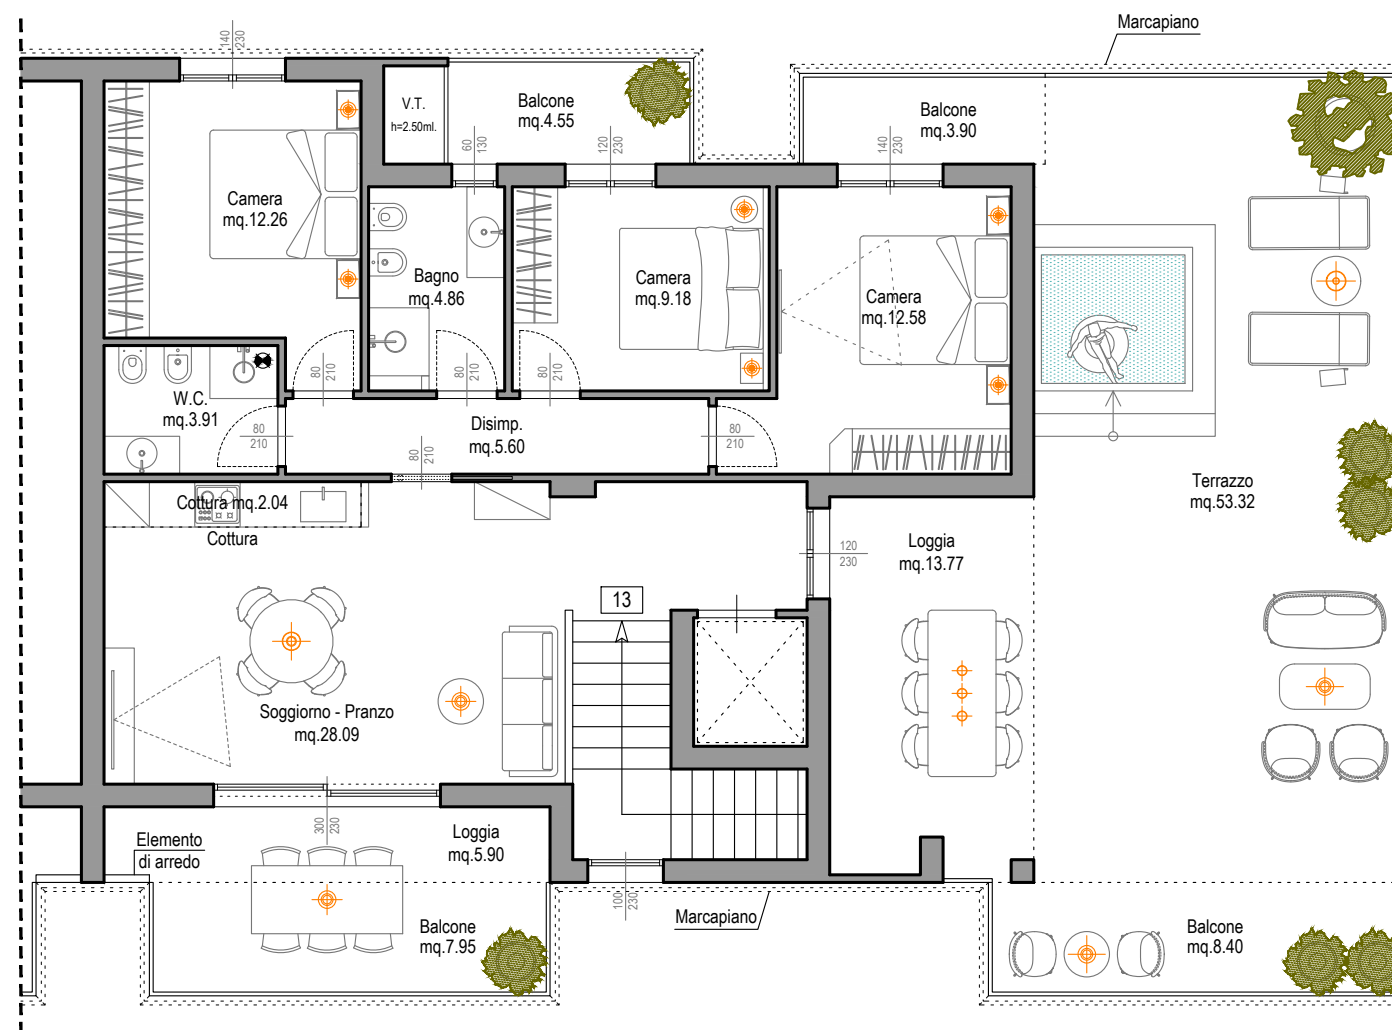 Marcapiano
140
230
V.T.
h=2.50ml.
Balcone
mq.4.55
Balcone
mq.3.90
60
130
120
230
140
230
Camera
mq.12.26
Bagno
mq.4.86
Camera
mq.9.18
Camera
mq.12.58
80
210
80
210
80
210
W.C.
mq.3.91
80
210
Disimp.
mq.5.60
80
210
80
210
Terrazzo
mq.53.32
Cottura mq.2.04
Cottura
Loggia
mq.13.77
120
230
13
Soggiorno - Pranzo
mq.28.09
300
230
Elemento
di arredo
Loggia
mq.5.90
100
230
Marcapiano
Balcone
mq.7.95
Balcone
mq.8.40